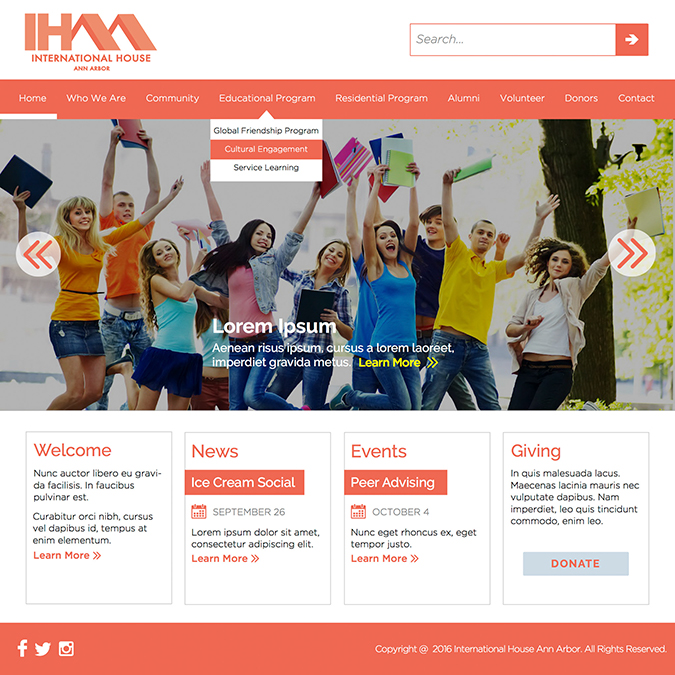 IHAA
INTERNATIONAL HOUSE
ANN ARBOR
Search...
Home Who We Are Community Educational Program Residential Program Alumni Volunteer Donors Contact
Global Friendship Program
Cultural Engagement
Service Learning
Lorem Ipsum
Aenean risus ipsum, cursus a lorem laoreet,
imperdiet gravida metus. Learn More
Welcome
Nunc auctor libero eu gravi-
da facilisis. In faucibus
pulvinar est.
Curabitur orci nibh, cursus
vel dapibus id, tempus at
enim elementum.
Learn More
News
Ice Cream Social
SEPTEMBER 26
Lorem ipsum dolor sit amet,
consectetur adipiscing elit.
Learn More
Events
Peer Advising
OCTOBER 4
Nunc eget rhoncus ex, eget
tempor justo.
Learn More
Giving
In quis malesuada lacus.
Maecenas lacinia mauris nec
vulputate dapibus. Nam
imperdiet, leo quis tincidunt
commodo, enim leo.
DONATE
Copyright @ 2016 International House Ann Arbor. All Rights Reserved.